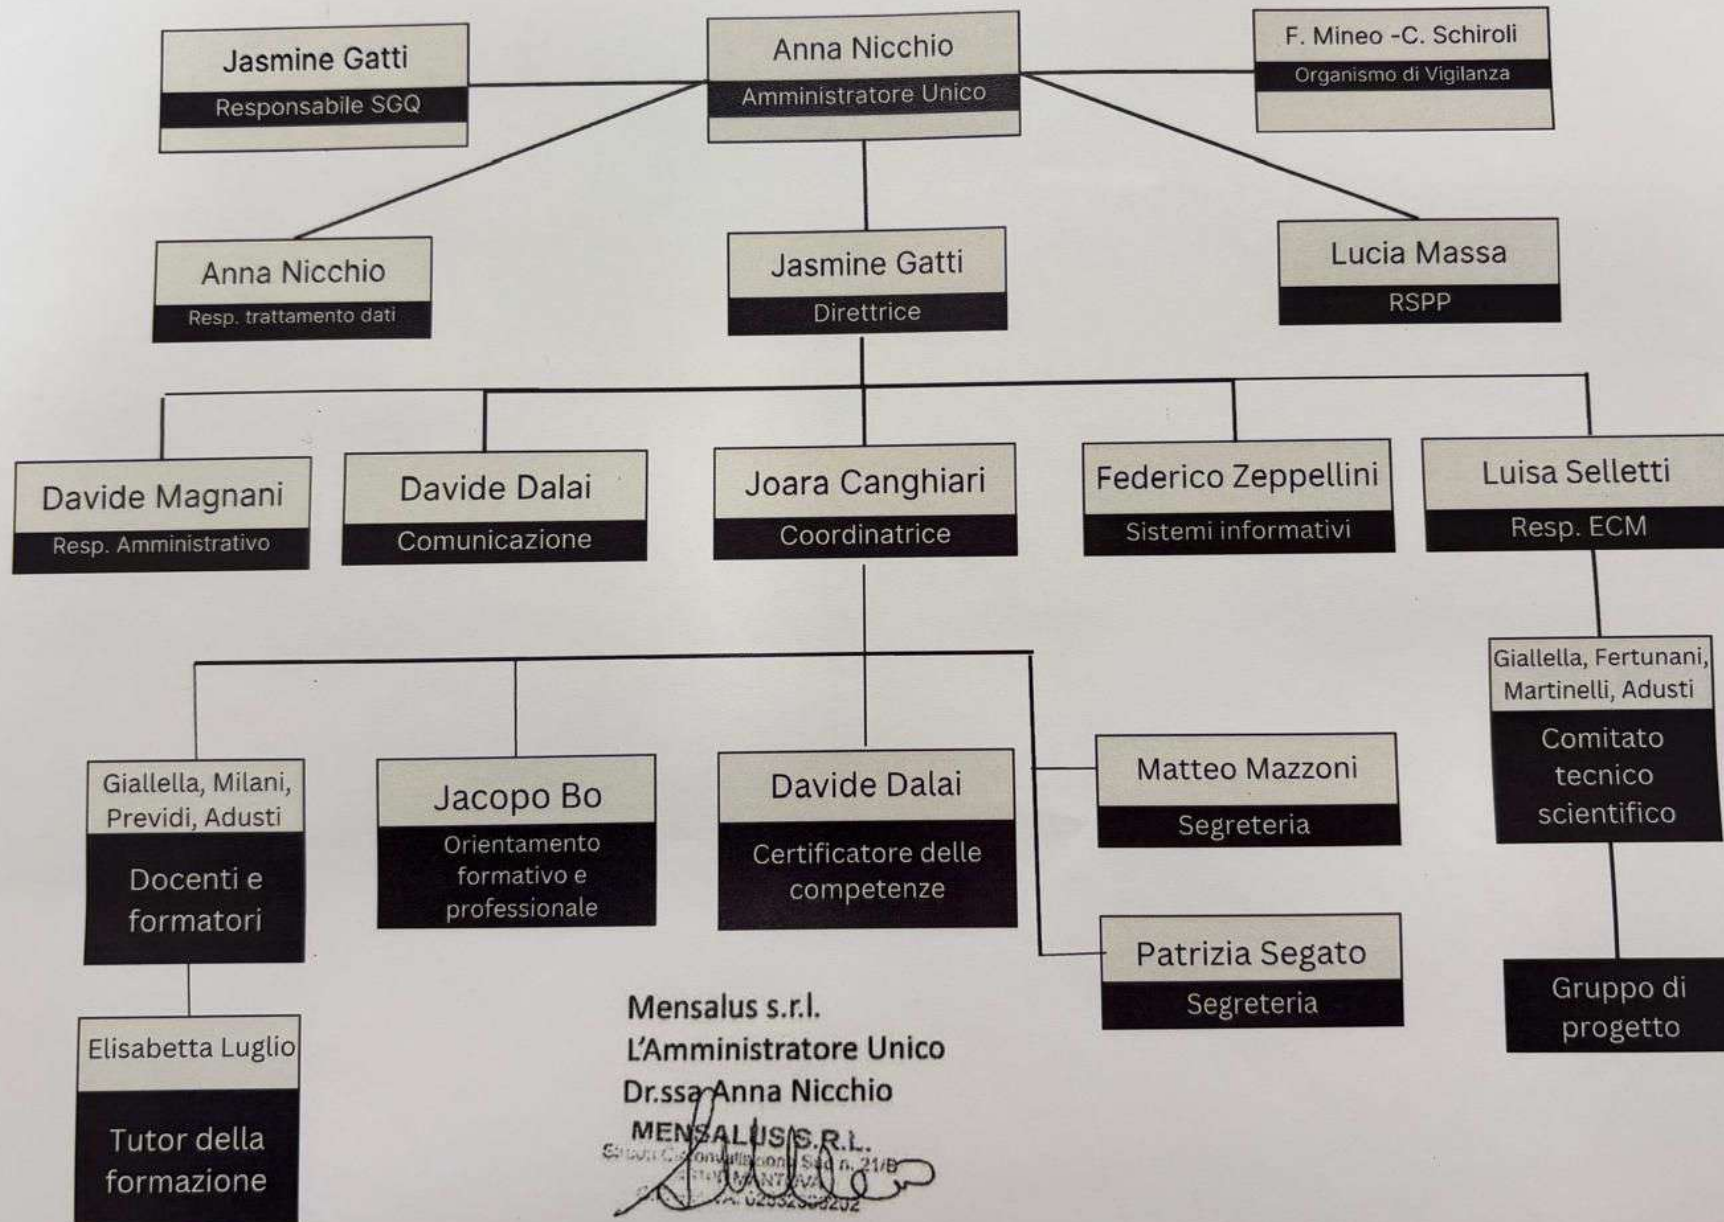 Jasmine Gatti
Responsabile SGQ
Anna Nicchio
Amministratore Unico
F. Mineo -C. Schiroli
Organismo di Vigilanza
Anna Nicchio
Resp. trattamento dati
Jasmine Gatti
Direttrice
Lucia Massa
RSPP
Davide Magnani
Resp. Amministrativo
Davide Dalai
Comunicazione
Joara Canghiari
Coordinatrice
Federico Zeppellini
Sistemi informativi
Luisa Selletti
Resp. ECM
Giallella, Fertunani,
Martinelli, Adusti
Comitato
tecnico
scientifico
Giallella, Milani,
Previdi, Adusti
Docenti e
formatori
Jacopo Bo
Orientamento
formativo e
professionale
Davide Dalai
Certificatore delle
competenze
Matteo Mazzoni
Segreteria
Patrizia Segato
Segreteria
Gruppo di
progetto
Elisabetta Luglio
Tutor della
formazione
Mensalus s.r.l.
L'Amministratore Unico
Dr.ssa Anna Nicchio
MENSALUS S.R.L.
Sud n. 21/B
MANTOVA